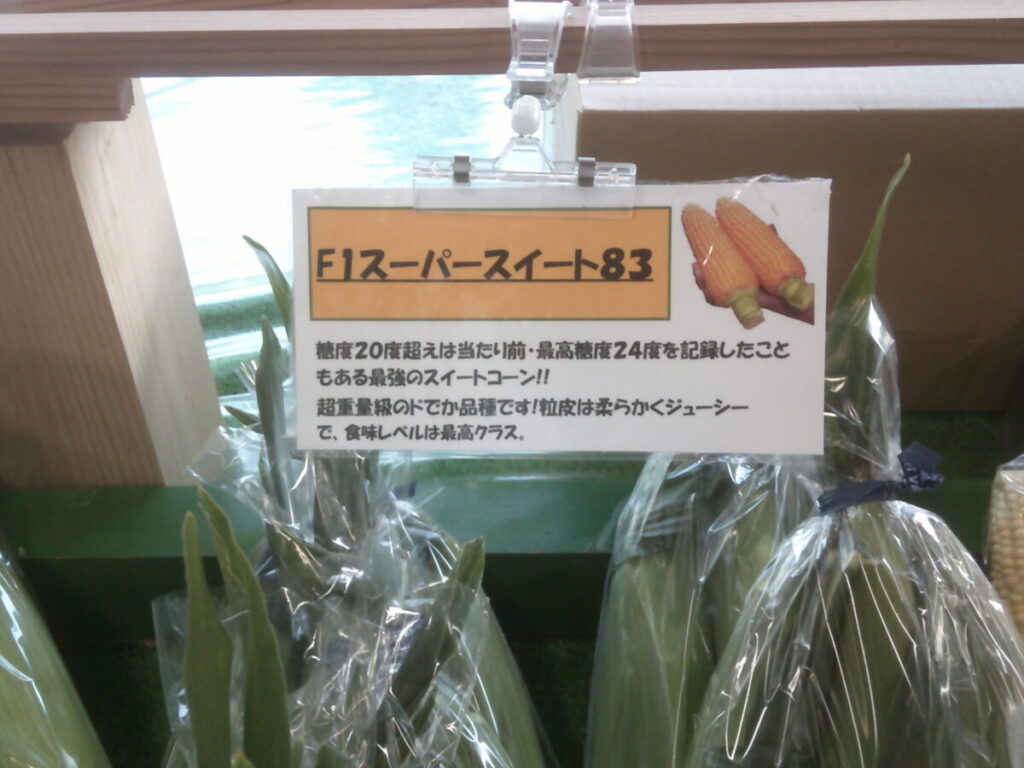 F1スーパースイート83
糖度20度超えは当たり前・最高糖度24度を記録したこと
もある最強のスイートコーン!!
超重量級のドでか品種です!粒皮は柔らかくジューシー
で、食味レベルは最高クラス。